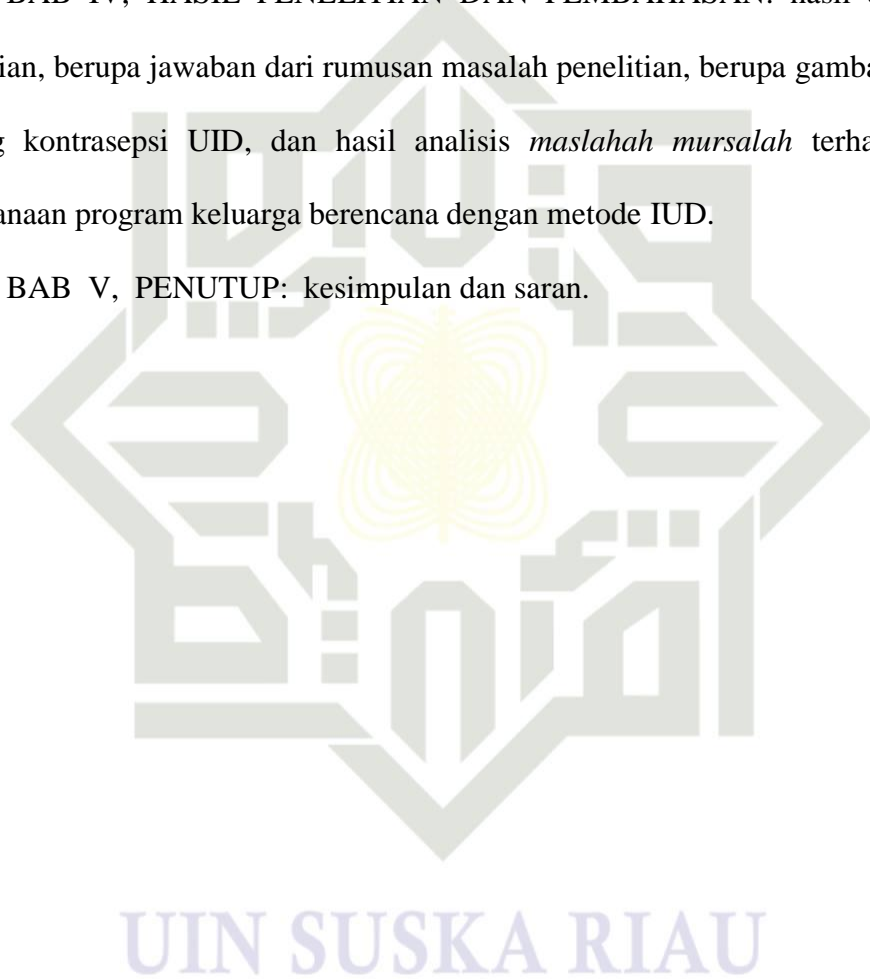 BAB IV, HASIL PENELITIAN DAN PEMBAHASAN: hasil
ian, berupa jawaban dari rumusan masalah penelitian, berupa gamba
g kontrasepsi UID, dan hasil analisis maslahah mursalah terha
anaan program keluarga berencana dengan metode IUD.
BAB V, PENUTUP: kesimpulan dan saran.
UIN SUSKA RIAU